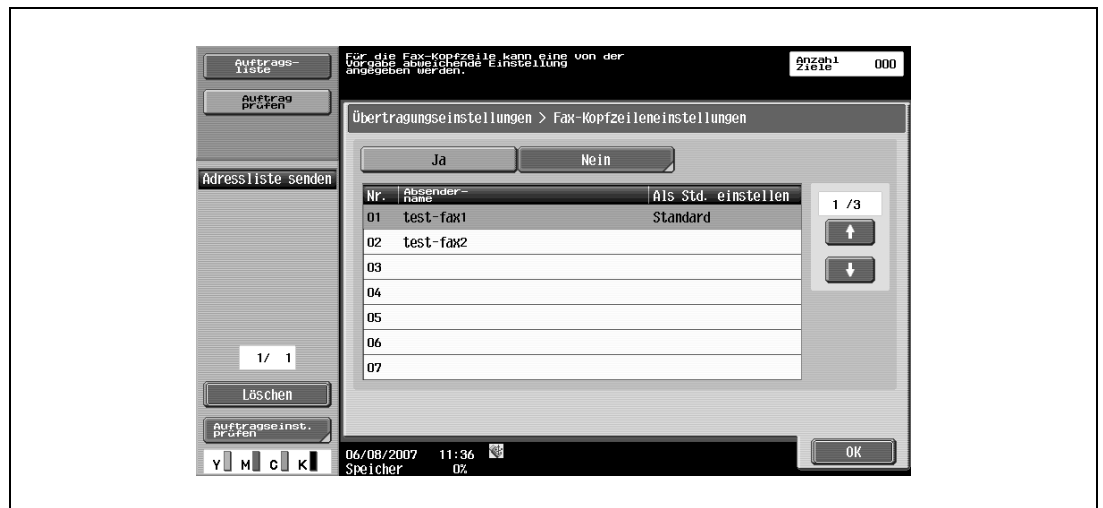 Auftrags-
liste
Auftrag
prüfen
Adressliste senden
1/ 1
Löschen
Auftragseinst.
prüfen
Y M C K
Für die Fax-Kopfzeile kann eine von der
Vorgabe abweichende Einstellung
angegeben werden.
Anzahl
Ziele 000
Übertragungseinstellungen > Fax-Kopfzeileneinstellungen
Ja Nein
Nr. Absender-
name Als Std. einstellen
01 test-fax1 Standard
02 test-fax2
03
04
05
06
07
1 /3
OK
06/08/2007 11:36
Speicher 0%